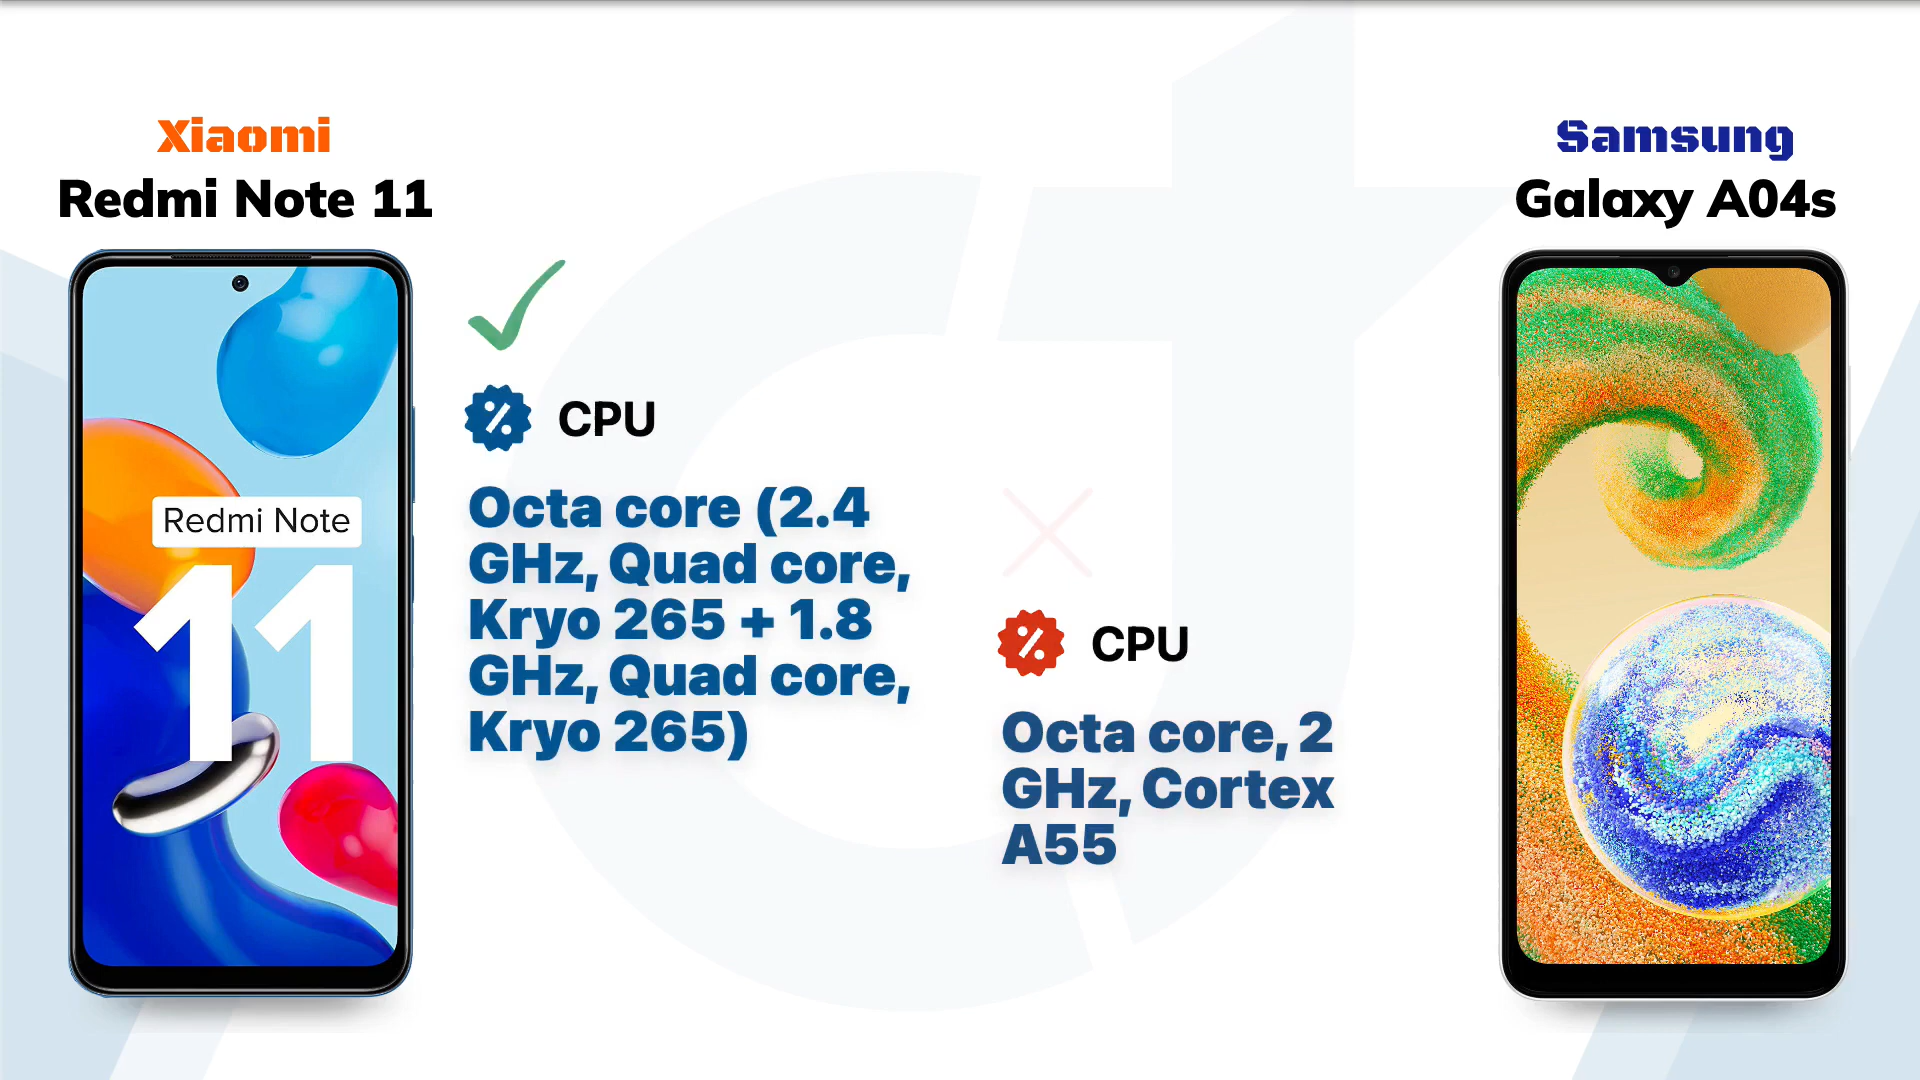 Xiaomi
Redmi Note 11
Redmi Note
11
CPU
Octa core (2.4
GHz, Quad core,
Kryo 265 + 1.8
GHz, Quad core,
Kryo 265)
CPU
Octa core, 2
GHz, Cortex
A55
Samsung
Galaxy A04s